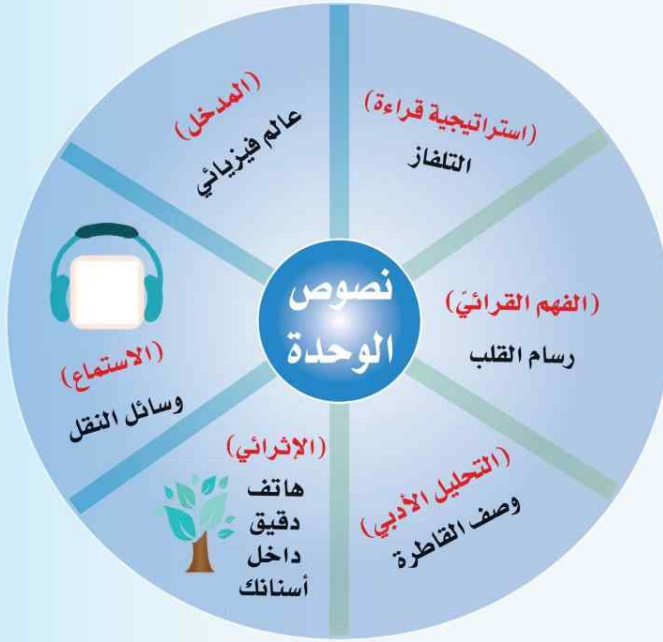 نصوص
الوحدة
(المدخل)
عالم فيزيائي
(استراتيجية قراءة)
التلفاز
(الفهم القرائيّ)
رسام القلب
(التحليل الأدبي)
وصف القاطرة
(الإثرائي)
هاتف
دقيق
داخل
أسنانك
(الاستماع)
وسائل النقل